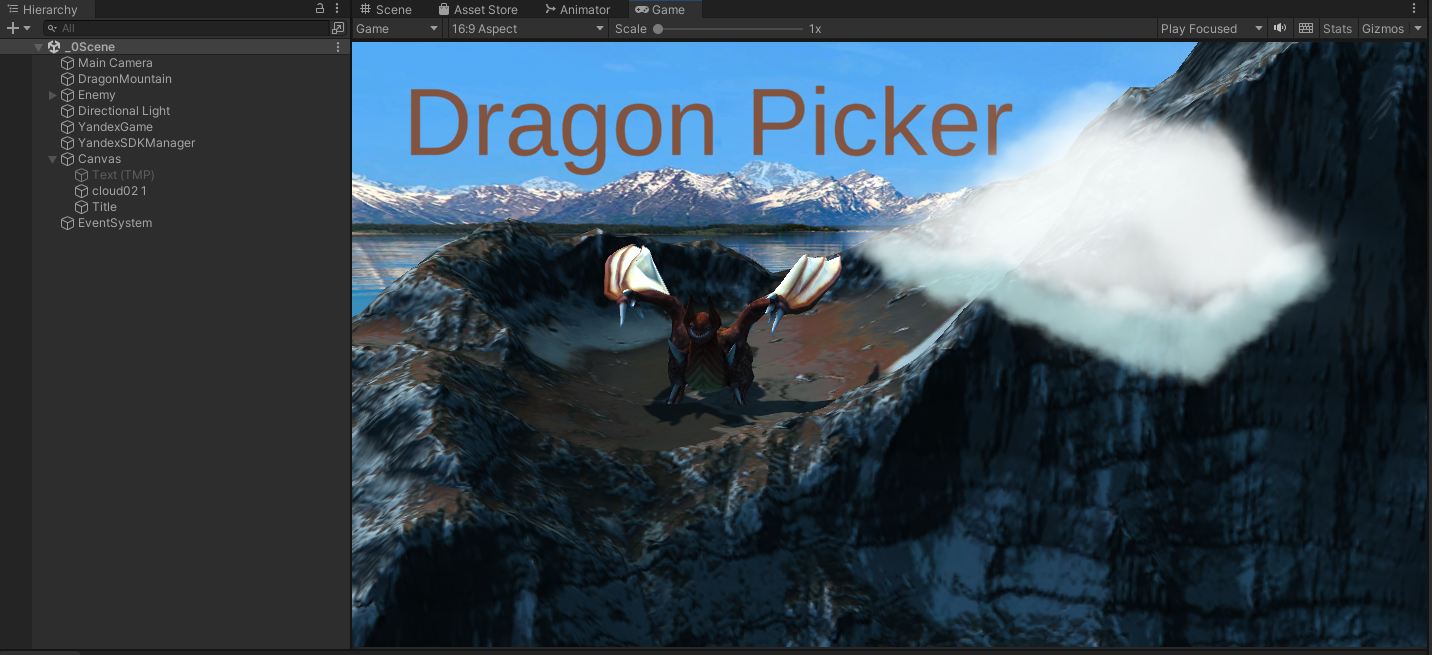 Hierarchy
Scene
Asset Store
Animator
Game
All
Game
16:9 Aspect
Scale
1x
Play Focused
Stats
Gizmos
_0Scene
Main Camera
DragonMountain
Enemy
Directional Light
YandexGame
YandexSDKManager
Canvas
Text (TMP)
cloud02 1
Title
EventSystem
Dragon Picker